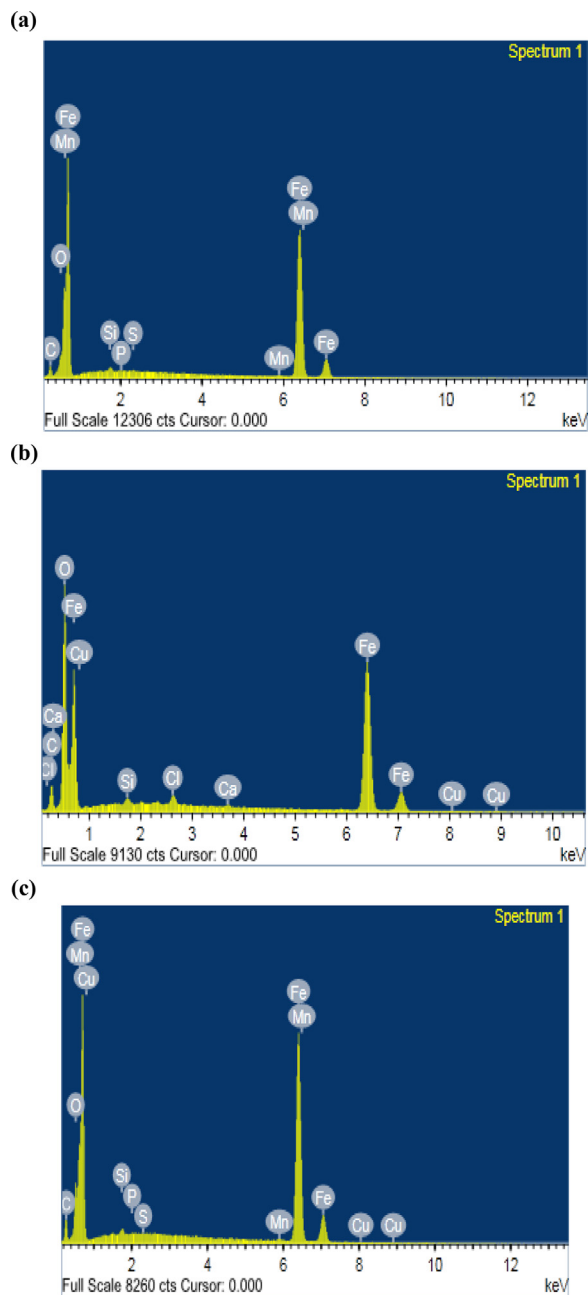 (a)
Spectrum 1
Fe
Mn
Fe
Mn
O
Si
S
Fe
C
P
Mn
2 4 6 8 10 12
Full Scale 12306 cts Cursor: 0.000 keV
(b)
Spectrum 1
O
Fe
Cu
Fe
Ca
C
Cl
Si
Cl
Ca
Fe
Cu
Cu
1 2 3 4 5 6 7 8 9 10
Full Scale 9130 cts Cursor: 0.000 keV
(c)
Spectrum 1
Fe
Mn
Cu
Fe
Mn
O
Si
P
C
S
Mn
Fe
Cu
Cu
2 4 6 8 10 12
Full Scale 8260 cts Cursor: 0.000 keV